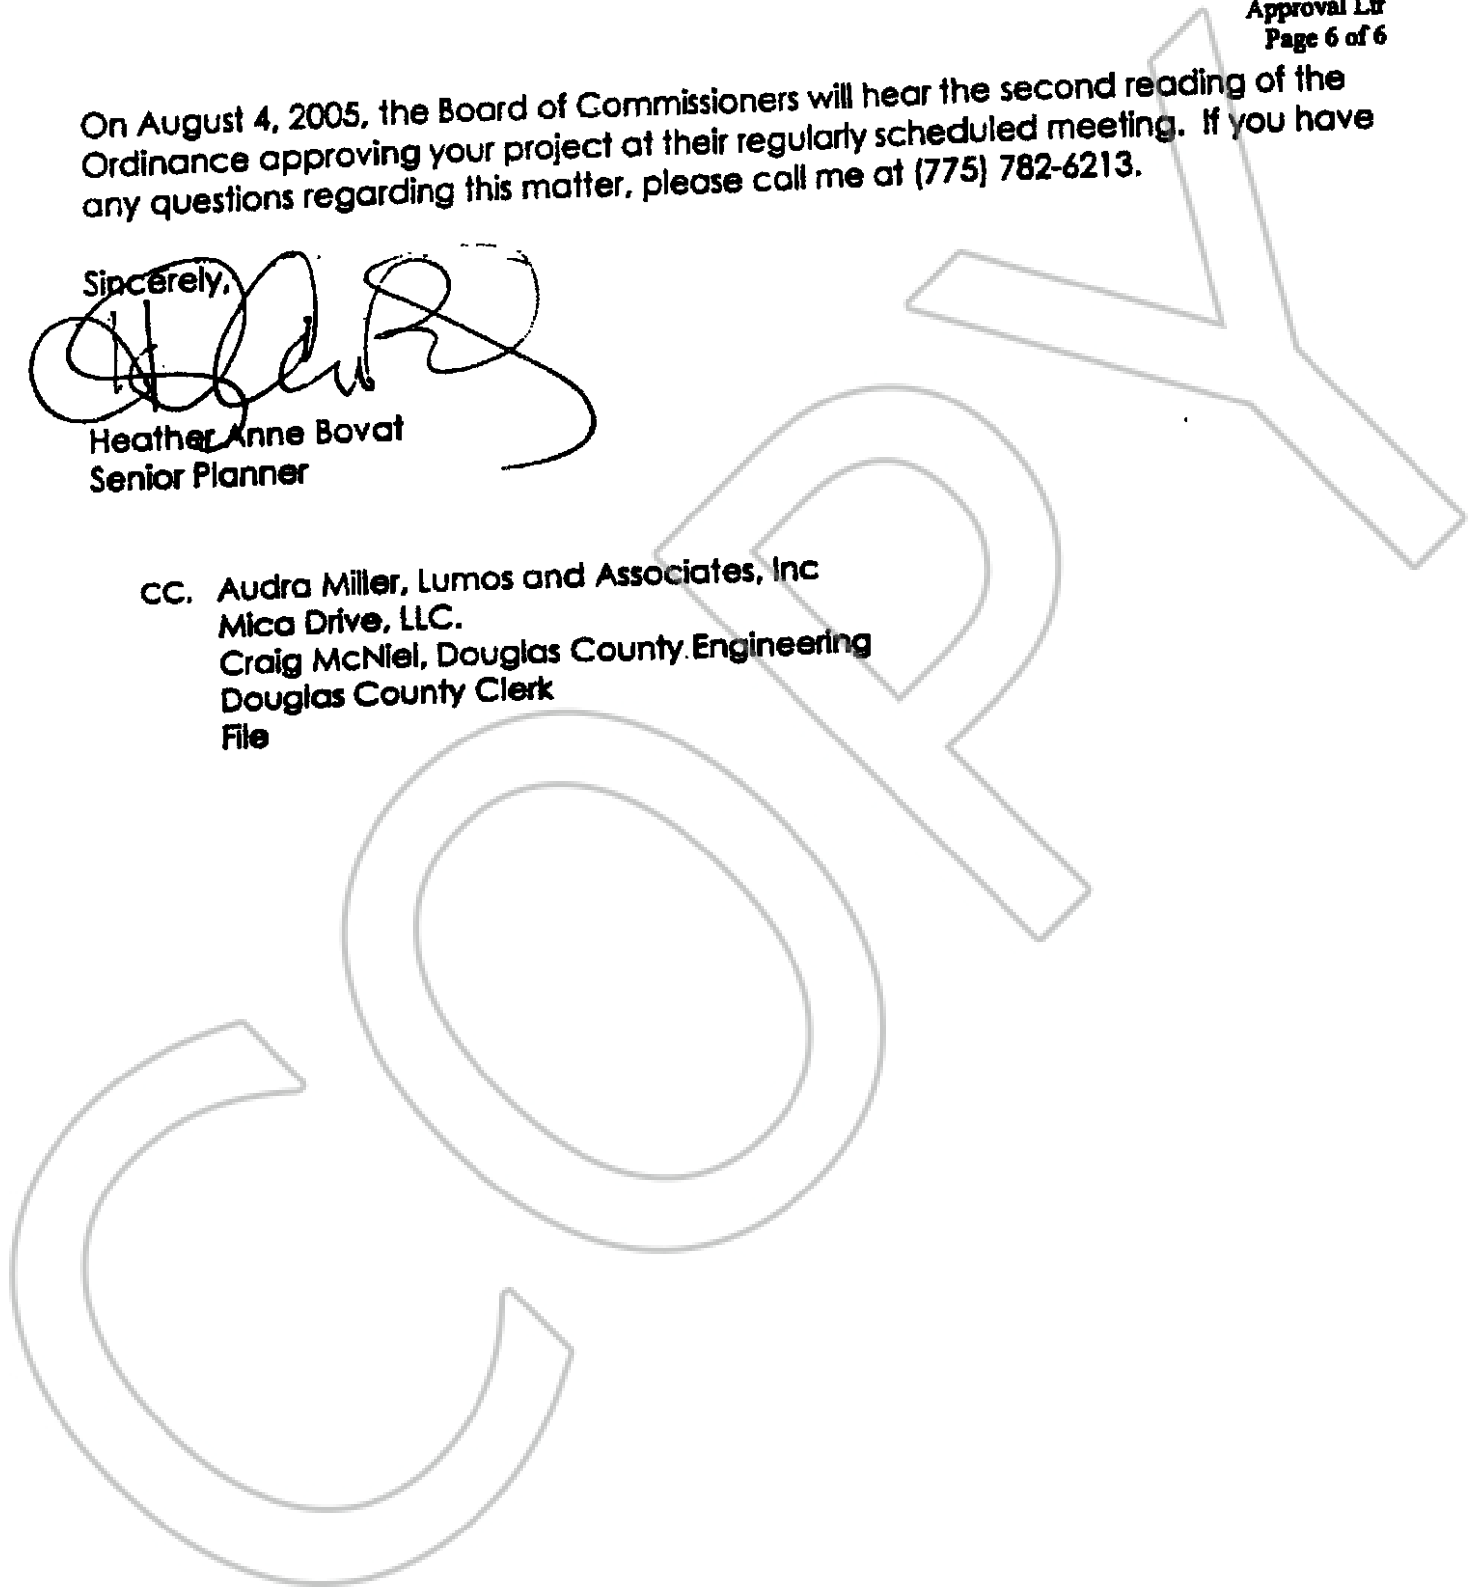 Approval Ltr
Page 6 of 6
On August 4, 2005, the Board of Commissioners will hear the second reading of the
Ordinance approving your project at their regularly scheduled meeting. If you have
any questions regarding this matter, please call me at (775) 782-6213.
Sincerely,
Heather Anne Bovat
Senior Planner
CC. Audra Miller, Lumos and Associates, Inc
Mica Drive, LLC.
Craig McNiel, Douglas County Engineering
Douglas County Clerk
File
COPY